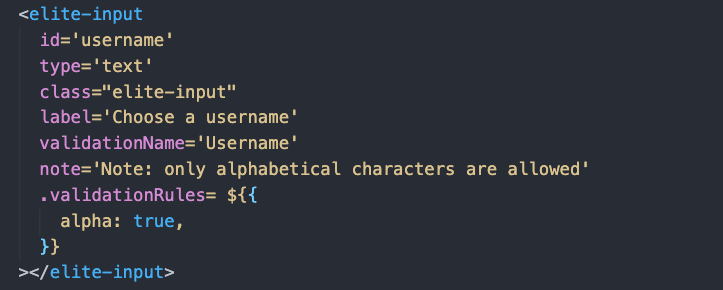 <elite-input
id='username'
type='text'
class="elite-input"
label='Choose a username'
validationName='Username'
note='Note: only alphabetical characters are allowed'
.validationRules= ${{
alpha: true,
}}
></elite-input>